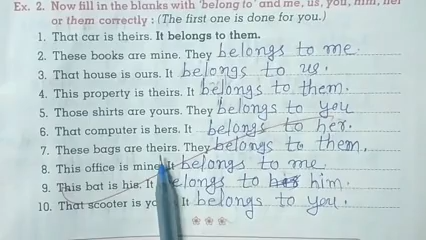 Ex. 2. Now fill in the blanks with 'belong to' and me, us, you, him, her
or them correctly : (The first one is done for you.)
1. That car is theirs. It belongs to them.
2. These books are mine. They belongs to me.
3. That house is ours. It belongs to us.
4. This property is theirs. It belongs to them.
5. Those shirts are yours. They belongs to you
6. That computer is hers. It belongs to her.
7. These bags are theirs. They belongs to them.
8. This office is mine. It belongs to me.
9. This bat is his. It belongs to him.
10. That scooter is It belongs to you.